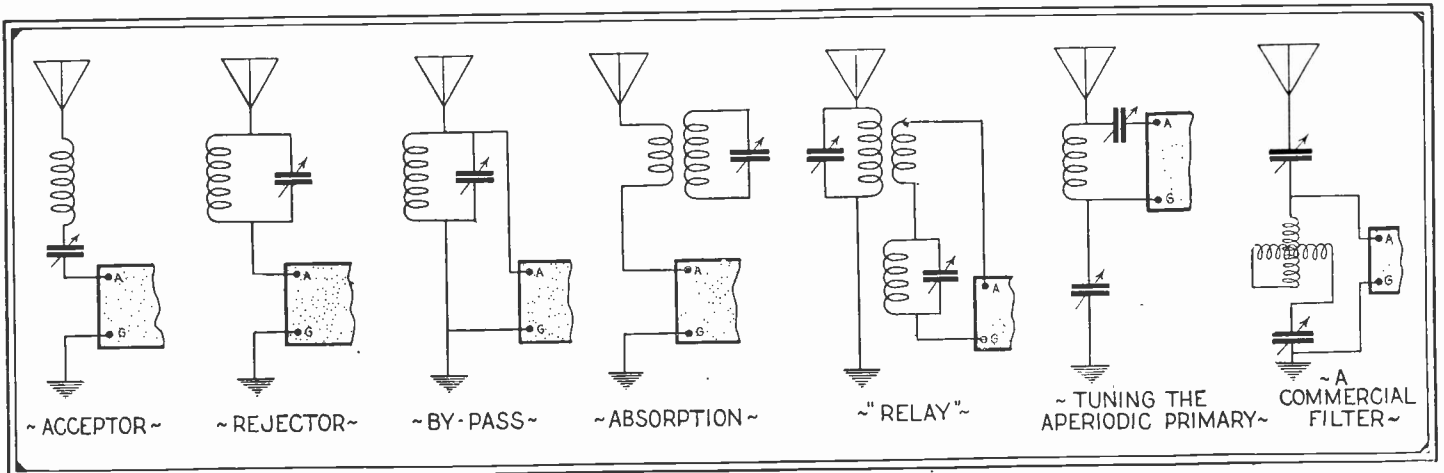 A
G
~ACCEPTOR~
A
G
~REJECTOR~
A
G
~BY-PASS~
A
G
~ABSORPTION~
A
G
~"RELAY"~
A
G
~TUNING THE
APERIODIC PRIMARY~
A
G
~A
COMMERCIAL
FILTER~